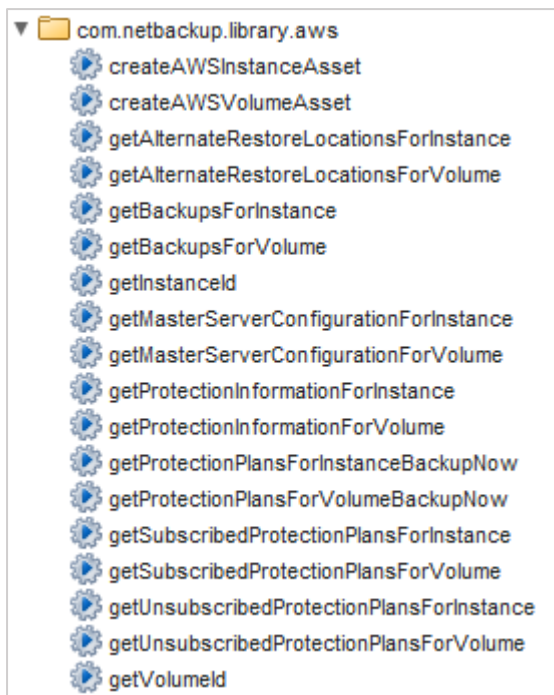 com.netbackup.library.aws
createAWSInstanceAsset
createAWSVolumeAsset
getAlternateRestoreLocationsForInstance
getAlternateRestoreLocationsForVolume
getBackupsForInstance
getBackupsForVolume
getInstanceId
getMasterServerConfigurationForInstance
getMasterServerConfigurationForVolume
getProtectionInformationForInstance
getProtectionInformationForVolume
getProtectionPlansForInstanceBackupNow
getProtectionPlansForVolumeBackupNow
getSubscribedProtectionPlansForInstance
getSubscribedProtectionPlansForVolume
getUnsubscribedProtectionPlansForInstance
getUnsubscribedProtectionPlansForVolume
getVolumeId